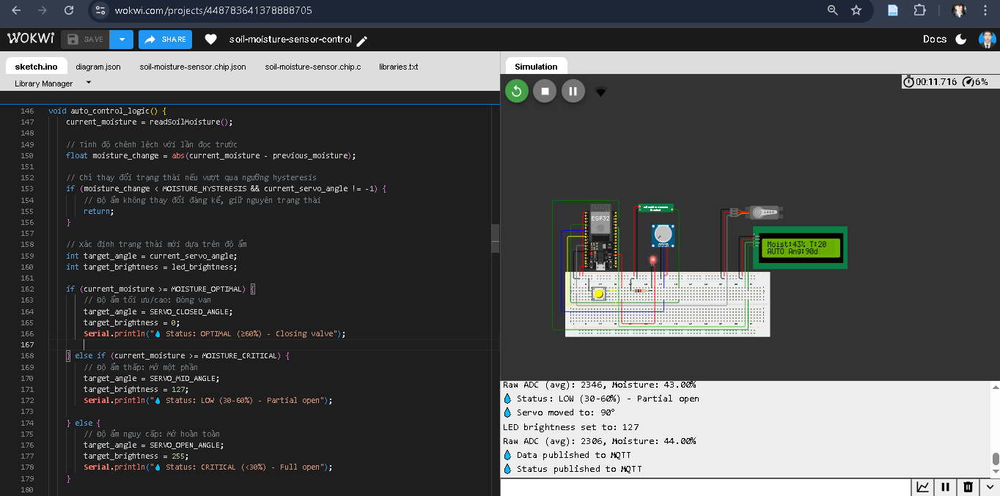 wokwi.com/projects/448783641378888705
WOKWI
SAVE
SHARE
soil-moisture-sensor-control
Docs
sketch.ino
diagram.json
soil-moisture-sensor.chip.json
soil-moisture-sensor.chip.c
libraries.txt
Library Manager
146 void auto_control_logic() {
147 current_moisture = readSoilMoisture();
148
149 // Tính độ chênh lệch với lần đọc trước
150 float moisture_change = abs(current_moisture - previous_moisture);
151
152 // Chỉ thay đổi trạng thái nếu vượt qua ngưỡng hysteresis
153 if (moisture_change < MOISTURE_HYSTERESIS && current_servo_angle != -1) {
154 // Độ ẩm không thay đổi đáng kể, giữ nguyên trạng thái
155 return;
156 }
157
158 // Xác định trạng thái mới dựa trên độ ẩm
159 int target_angle = current_servo_angle;
160 int target_brightness = led_brightness;
161
162 if (current_moisture >= MOISTURE_OPTIMAL) {
163 // Độ ẩm tối ưu/cao: Đóng van
164 target_angle = SERVO_CLOSED_ANGLE;
165 target_brightness = 0;
166 Serial.println("💧 Status: OPTIMAL (≥60%) - Closing valve");
167
168 } else if (current_moisture >= MOISTURE_CRITICAL) {
169 // Độ ẩm thấp: Mở một phần
170 target_angle = SERVO_MID_ANGLE;
171 target_brightness = 127;
172 Serial.println("💧 Status: LOW (30-60%) - Partial open");
173
174 } else {
175 // Độ ẩm nguy cấp: Mở hoàn toàn
176 target_angle = SERVO_OPEN_ANGLE;
177 target_brightness = 255;
178 Serial.println("💧 Status: CRITICAL (<30%) - Full open");
179 }
180
Simulation
00:11.716 6%
ESP32
Moist:43% T:20
AUTO Ang:90d
Raw ADC (avg): 2346, Moisture: 43.00%
💧 Status: LOW (30-60%) - Partial open
💧 Servo moved to: 90°
LED brightness set to: 127
Raw ADC (avg): 2306, Moisture: 44.00%
💧 Data published to MQTT
💧 Status published to MQTT